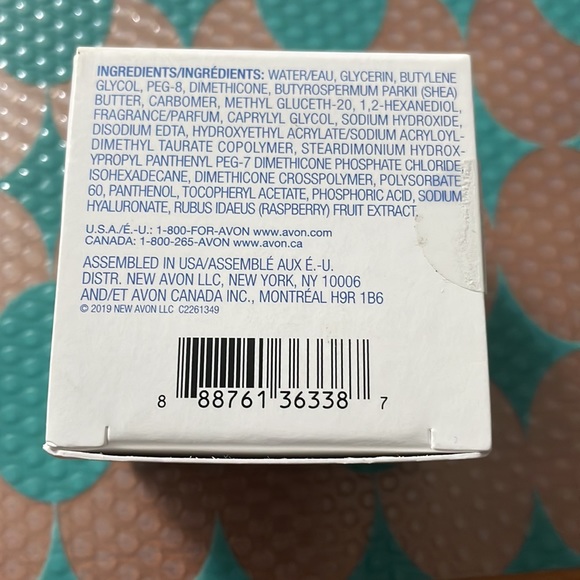 INGREDIENTS/INGRÉDIENTS: WATER/EAU, GLYCERIN, BUTYLENE
GLYCOL, PEG-8, DIMETHICONE, BUTYROSPERMUM PARKII (SHEA)
BUTTER, CARBOMER, METHYL GLUCETH-20, 1,2-HEXANEDIOL,
FRAGRANCE/PARFUM, CAPRYLYL GLYCOL, SODIUM HYDROXIDE,
DISODIUM EDTA, HYDROXYETHYL ACRYLATE/SODIUM ACRYLOYL-
DIMETHYL TAURATE COPOLYMER, STEARDIMONIUM HYDROX-
YPROPYL PANTHENYL PEG-7 DIMETHICONE PHOSPHATE CHLORIDE,
ISOHEXADECANE, DIMETHICONE CROSSPOLYMER, POLYSORBATE
60, PANTHENOL, TOCOPHERYL ACETATE, PHOSPHORIC ACID, SODIUM
HYALURONATE, RUBUS IDAEUS (RASPBERRY) FRUIT EXTRACT.
U.S.A./É.-U.: 1-800-FOR-AVON www.avon.com
CANADA: 1-800-265-AVON www.avon.ca
ASSEMBLED IN USA/ASSEMBLÉ AUX É.-U.
DISTR. NEW AVON LLC, NEW YORK, NY 10006
AND/ET AVON CANADA INC., MONTRÉAL H9R 1B6
© 2019 NEW AVON LLC C2261349
8 88761 36338 7